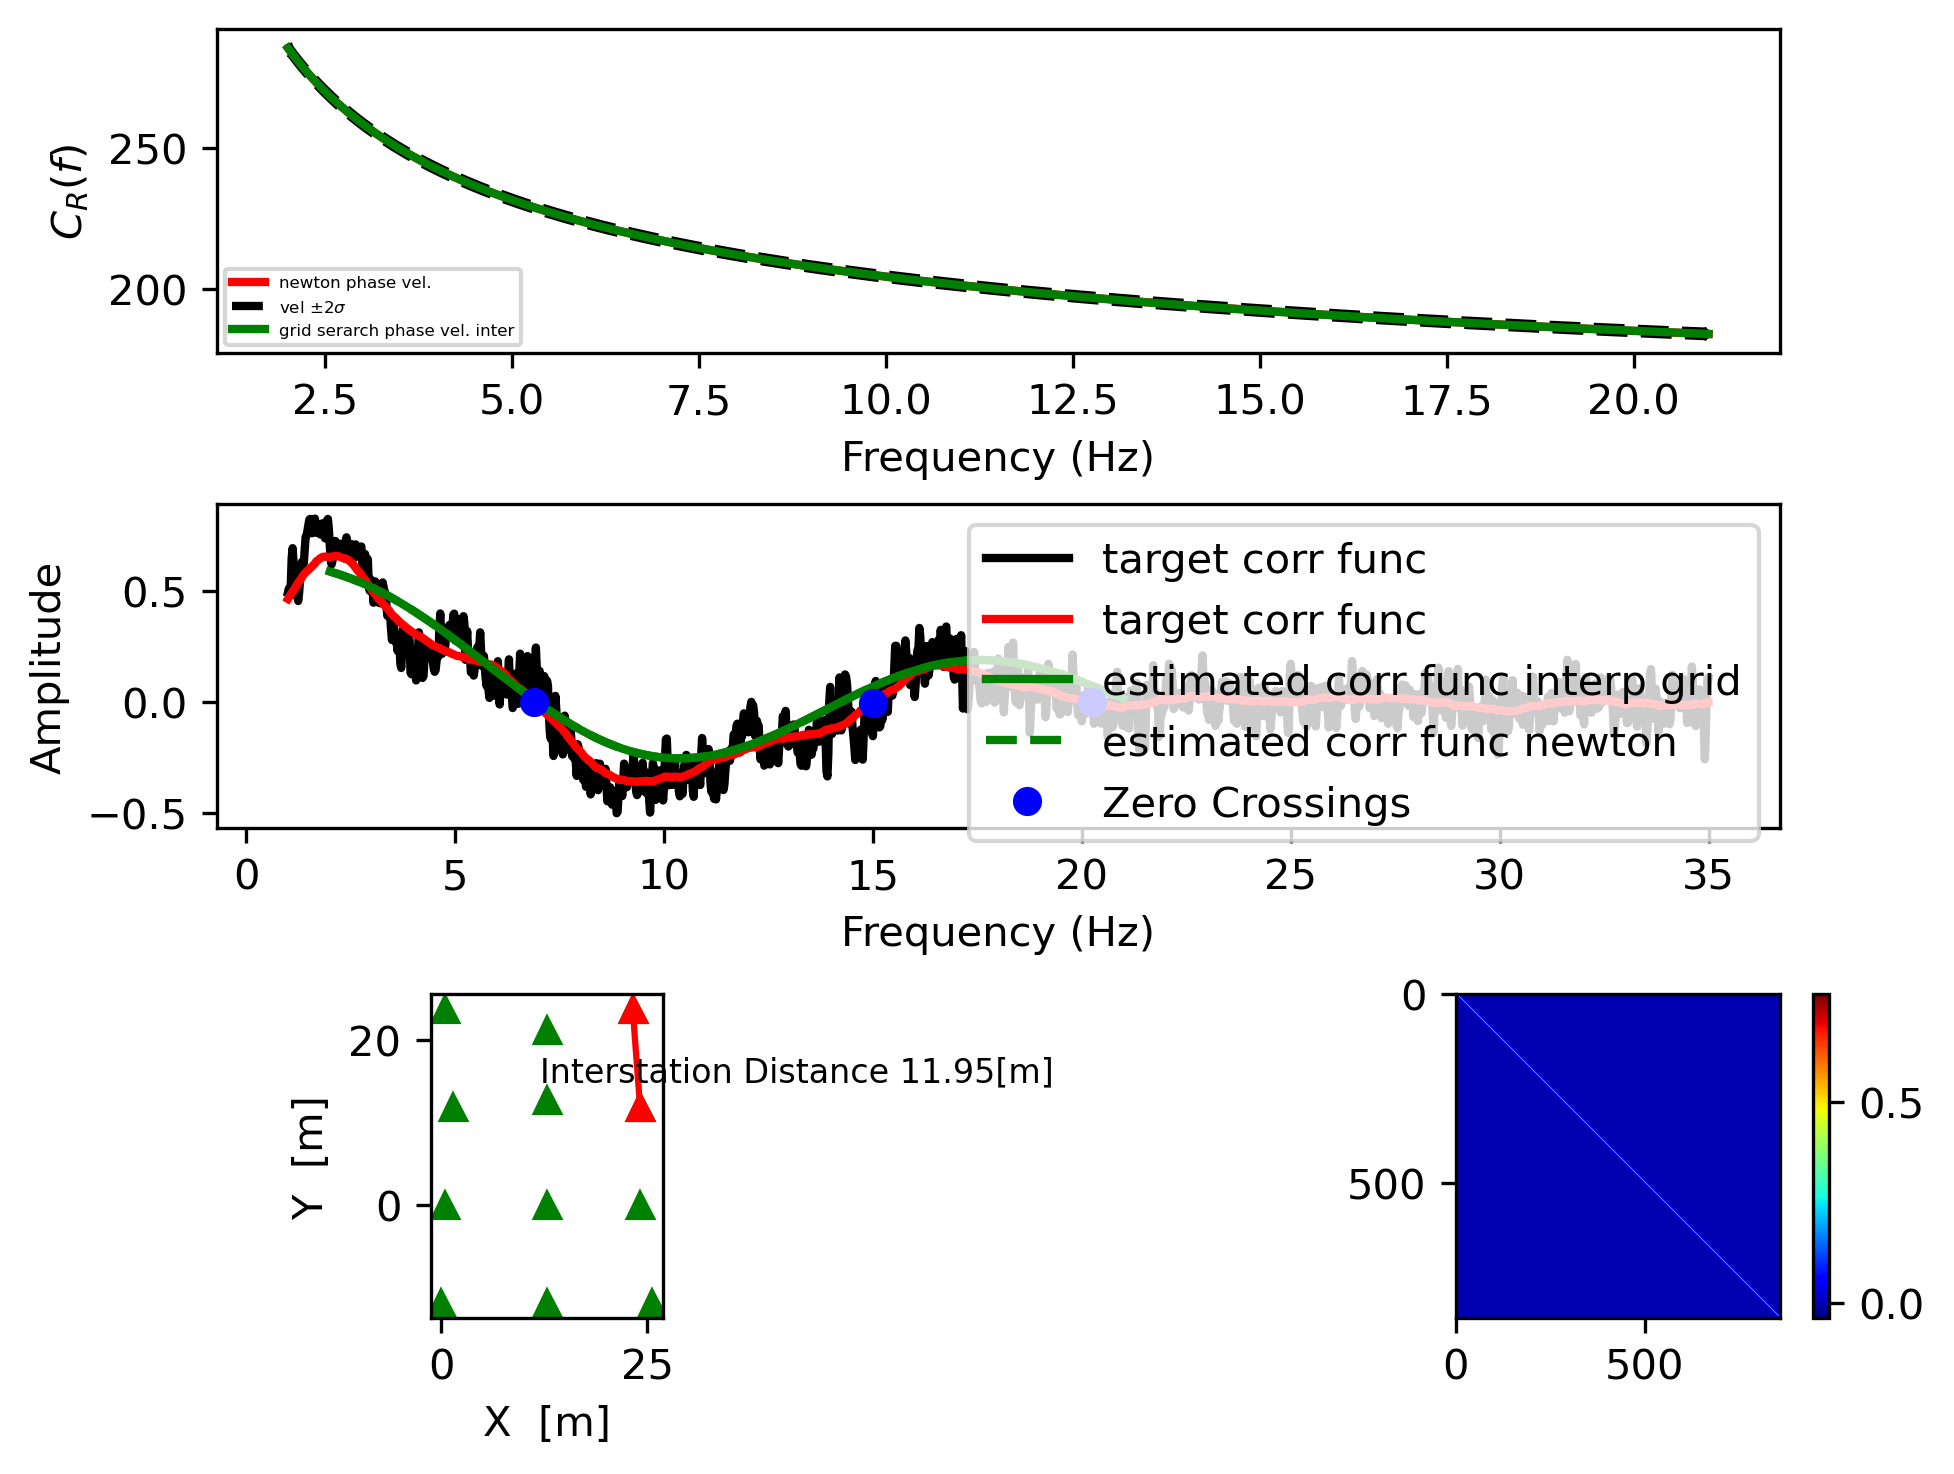 250
200
C_R(f)
newton phase vel.
vel ±2σ
grid serarch phase vel. inter
2.5 5.0 7.5 10.0 12.5 15.0 17.5 20.0
Frequency (Hz)
0.5
0.0
−0.5
Amplitude
target corr func
target corr func
estimated corr func interp grid
estimated corr func newton
Zero Crossings
0 5 10 15 20 25 30 35
Frequency (Hz)
20
0
Y [m]
Interstation Distance 11.95[m]
0 25
X [m]
0
500
0 500
0.5
0.0